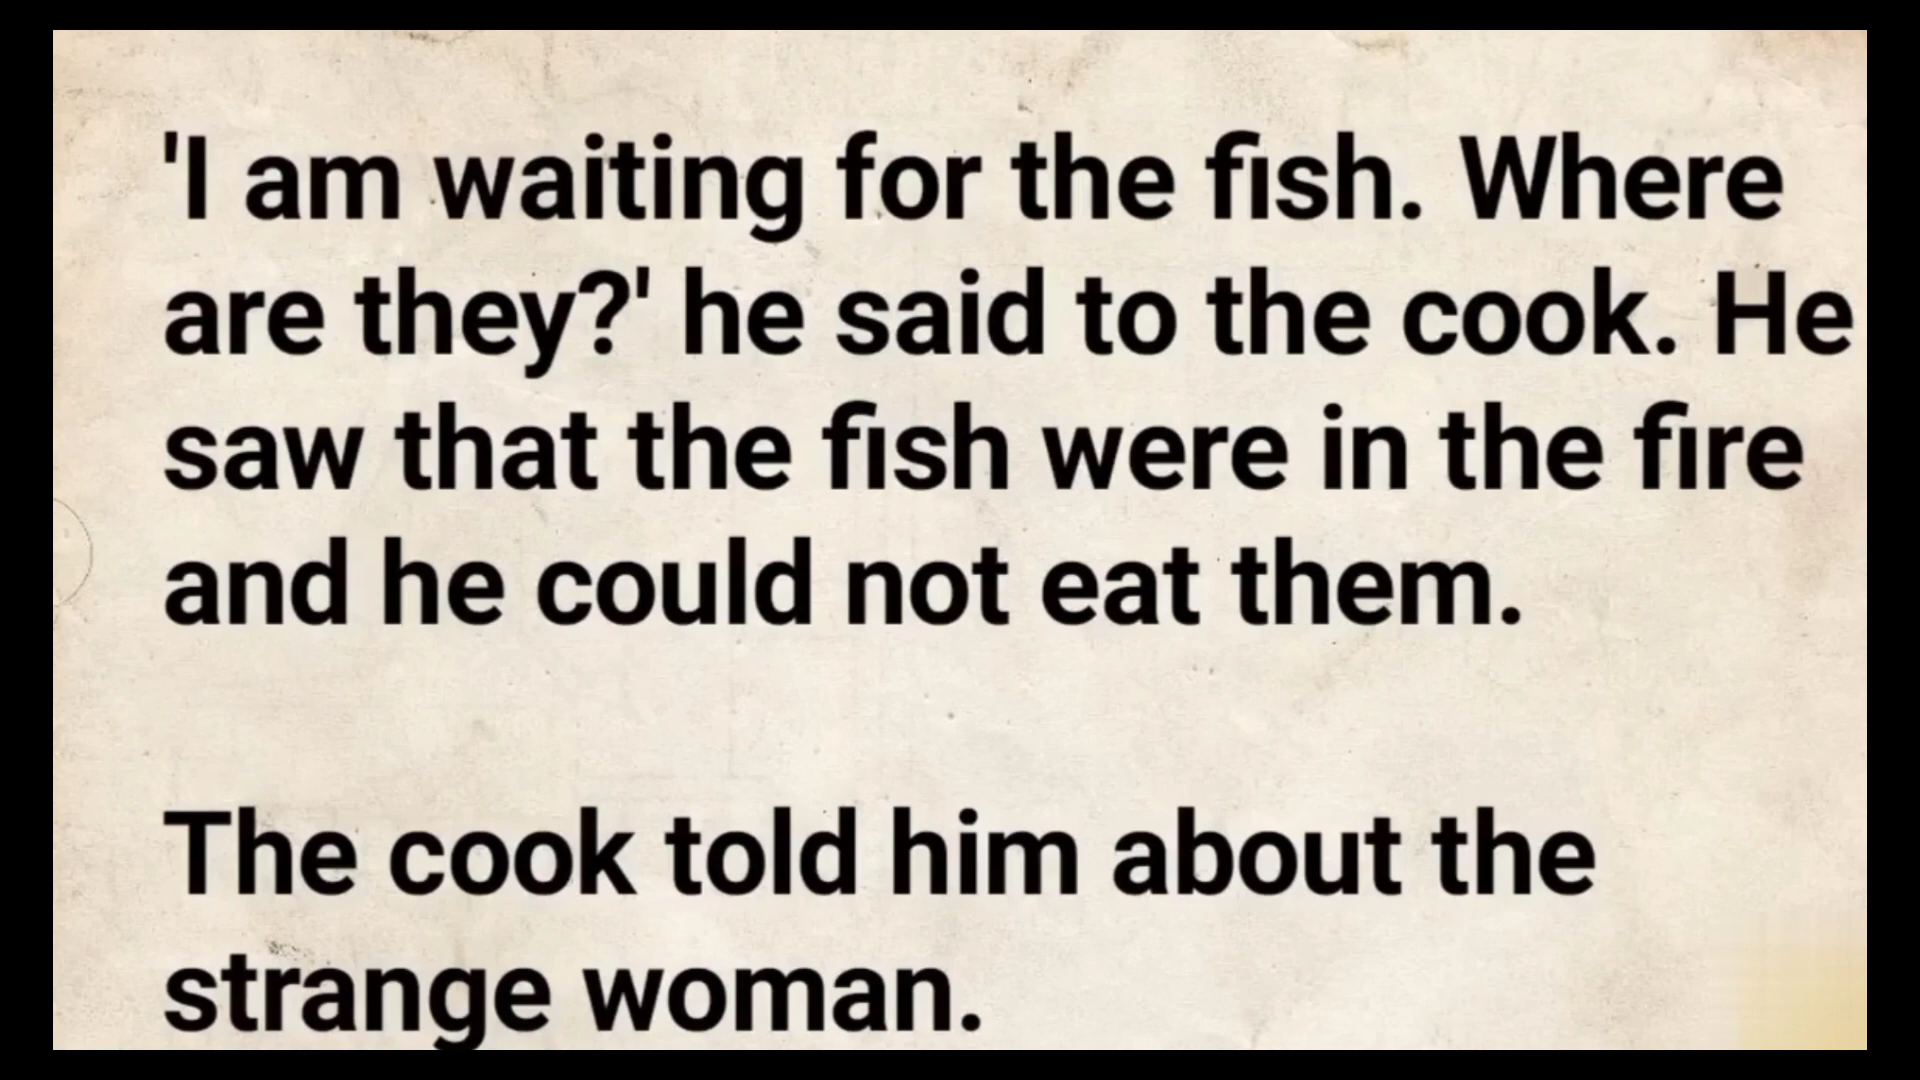 'I am waiting for the fish. Where
are they?' he said to the cook. He
saw that the fish were in the fire
and he could not eat them.
The cook told him about the
strange woman.